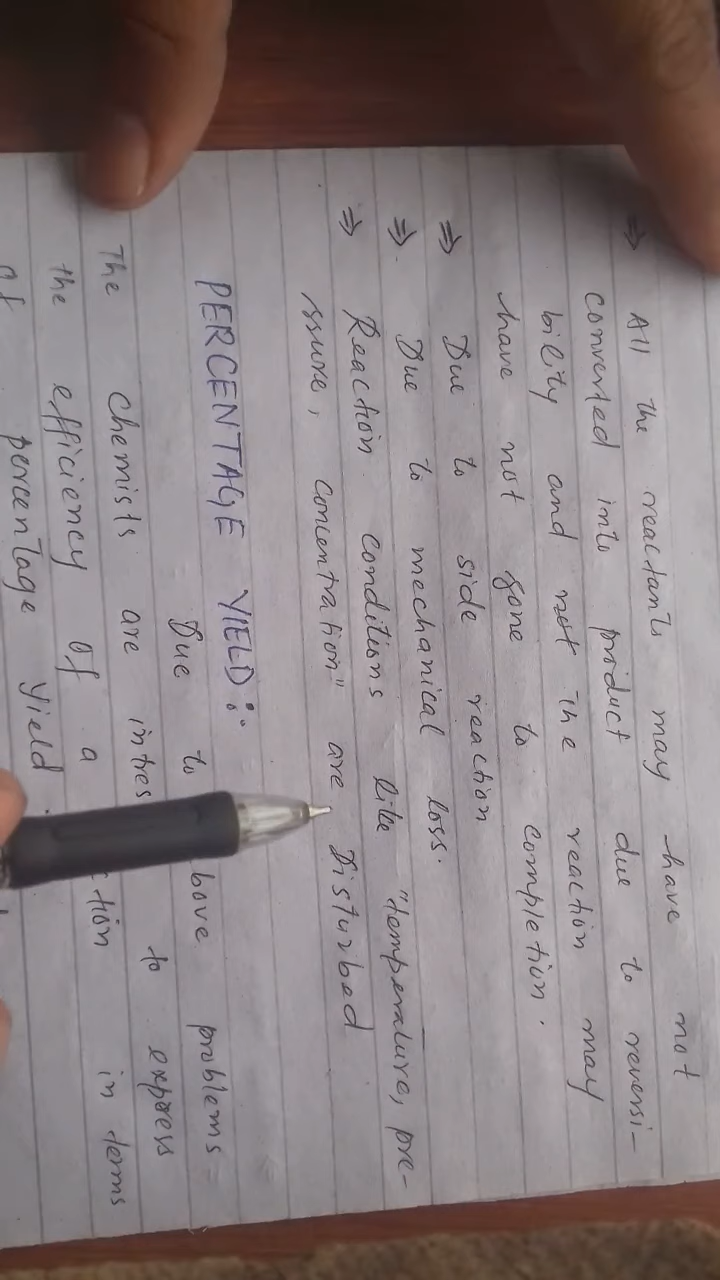 ⇒ All the reactants may have not
converted into product due to reversi-
bility and not the reaction may
have not gone to completion.
⇒ Due to side reaction
⇒ Due to mechanical loss.
⇒ Reaction conditions like "temperature, pre-
ssure, concentration" are Disturbed
PERCENTAGE YIELD:
Due to bove problems
The chemists are intres to express
the efficiency of a ction in terms
of percentage yield.